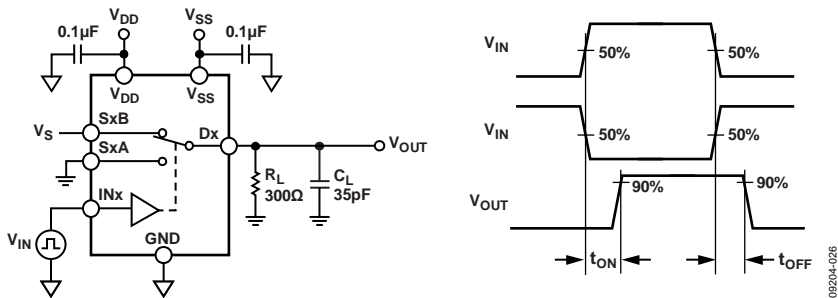 VDD
VSS
0.1µF
0.1µF
VDD
VSS
SxB
VS
Dx
VOUT
SxA
RL
300Ω
CL
35pF
INx
VIN
GND
VIN
50%
50%
VIN
50%
50%
VOUT
90%
90%
tON
tOFF
09204-026